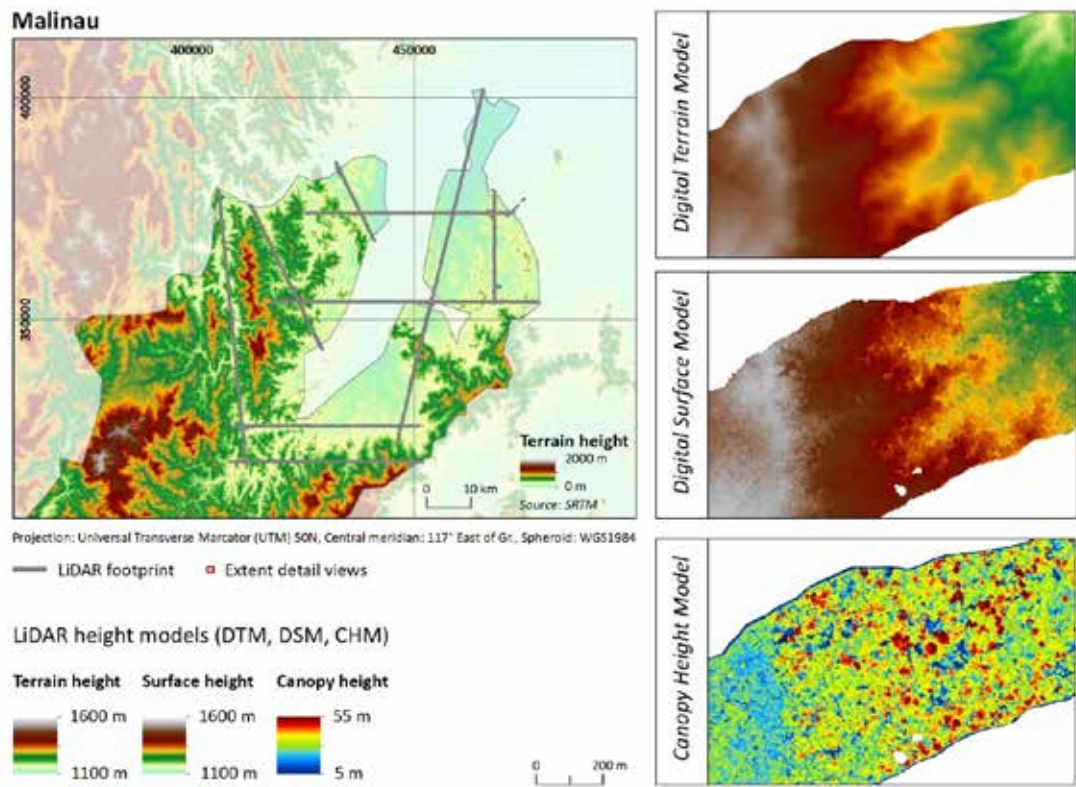 Malinau
400000 450000
400000
350000
Terrain height
2000 m
0 m
Source: SRTM
0 10 km
Projection: Universal Transverse Marcator (UTM) 50N, Central meridian: 117° East of Gr., Spheroid: WGS1984
LiDAR footprint Extent detail views
LiDAR height models (DTM, DSM, CHM)
Terrain height Surface height Canopy height
1600 m 1600 m 55 m
1100 m 1100 m 5 m
0 200 m
Digital Terrain Model
Digital Surface Model
Canopy Height Model